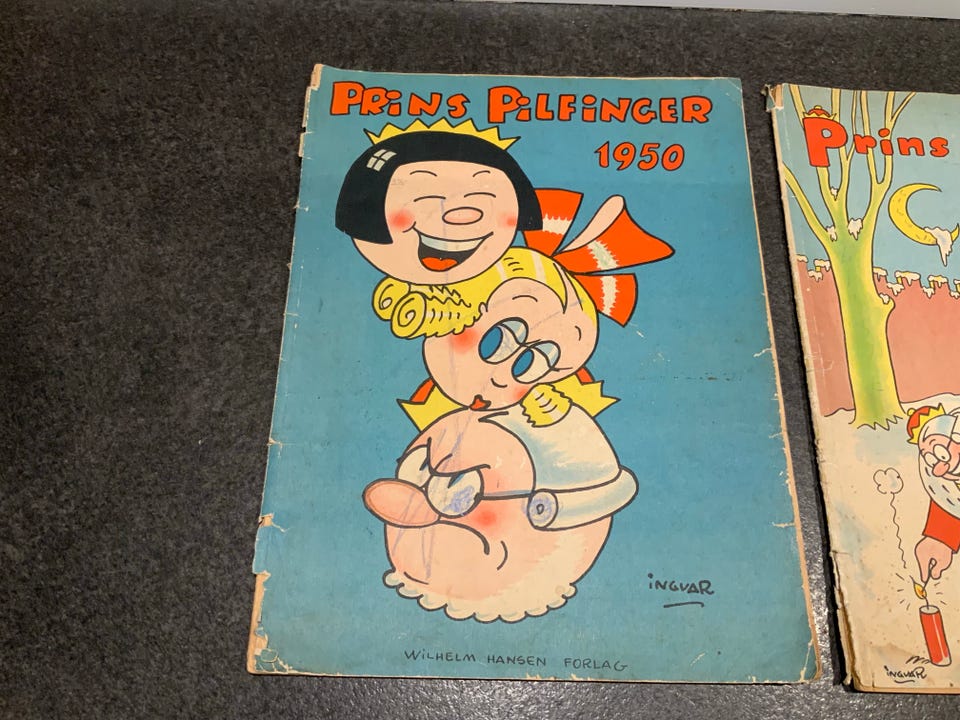 PRiNS PiLFiNGER
1950
iNGVAR
WiLHELM HANSEN FORLAG
Prins
iNGVAR